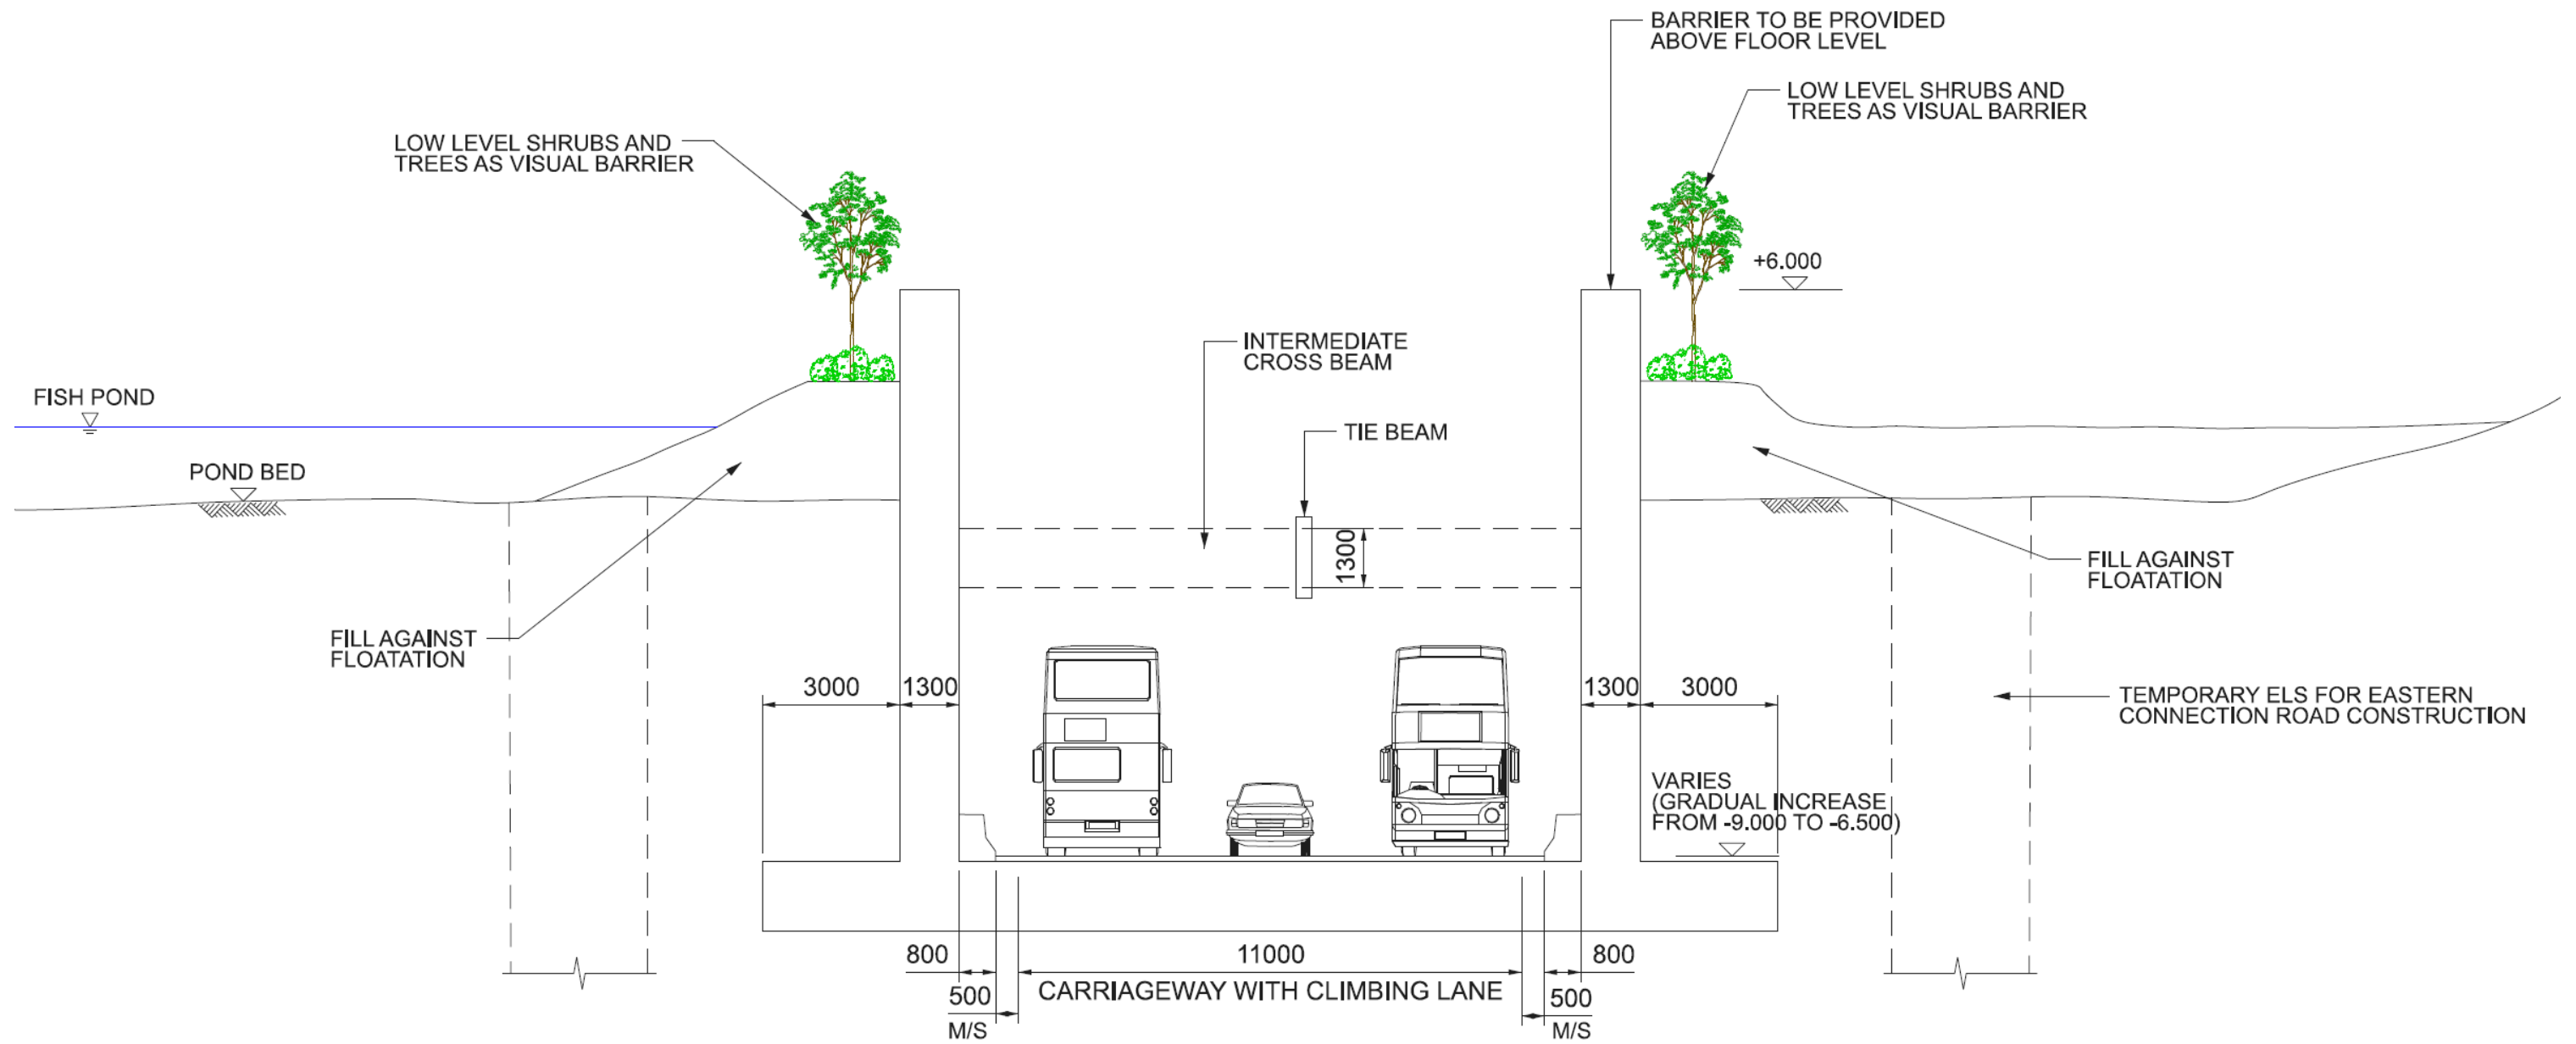 BARRIER TO BE PROVIDED
ABOVE FLOOR LEVEL
LOW LEVEL SHRUBS AND
TREES AS VISUAL BARRIER
LOW LEVEL SHRUBS AND
TREES AS VISUAL BARRIER
+6.000
INTERMEDIATE
CROSS BEAM
FISH POND
TIE BEAM
POND BED
1300
FILL AGAINST
FLOATATION
FILL AGAINST
FLOATATION
3000
1300
1300
3000
TEMPORARY ELS FOR EASTERN
CONNECTION ROAD CONSTRUCTION
VARIES
(GRADUAL INCREASE
FROM -9.000 TO -6.500)
800
11000
800
500
CARRIAGEWAY WITH CLIMBING LANE
500
M/S
M/S